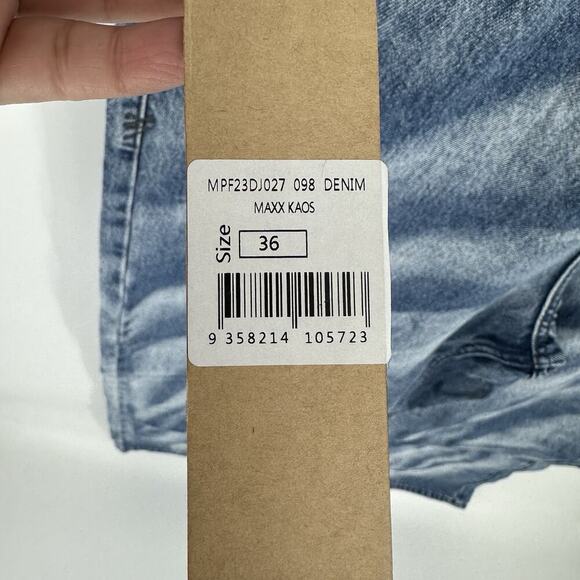 MPF23DJ027 098 DENIM
MAXX KAOS
Size 36
9 358214 105723